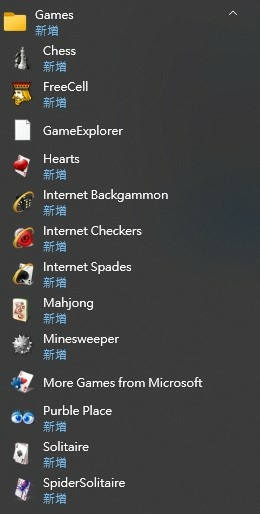 Games
新增
Chess
新增
FreeCell
新增
GameExplorer
Hearts
新增
Internet Backgammon
新增
Internet Checkers
新增
Internet Spades
新增
Mahjong
新增
Minesweeper
新增
More Games from Microsoft
Purble Place
新增
Solitaire
新增
SpiderSolitaire
新增